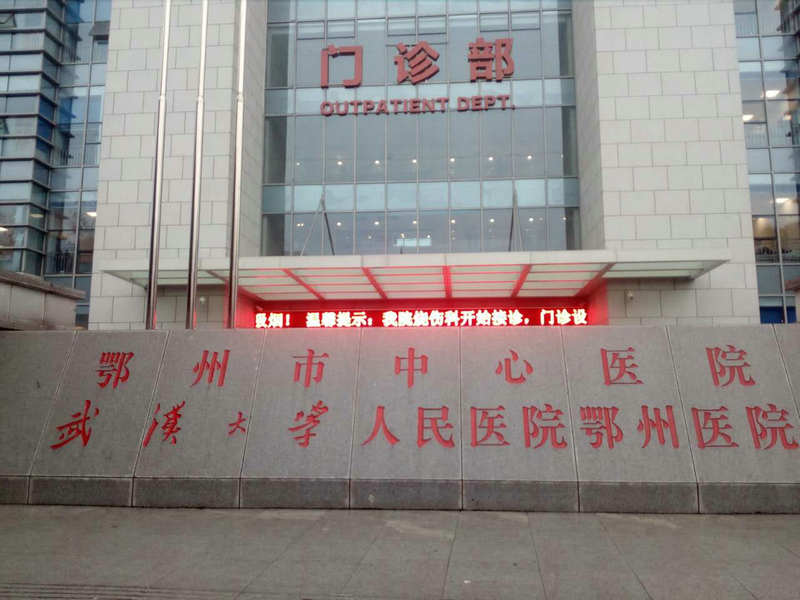 门诊部
OUTPATIENT DEPT.
烟! 温馨提示:我院烧伤科开始接诊,门诊设
鄂州市中心医院
武汉大学人民医院鄂州医院